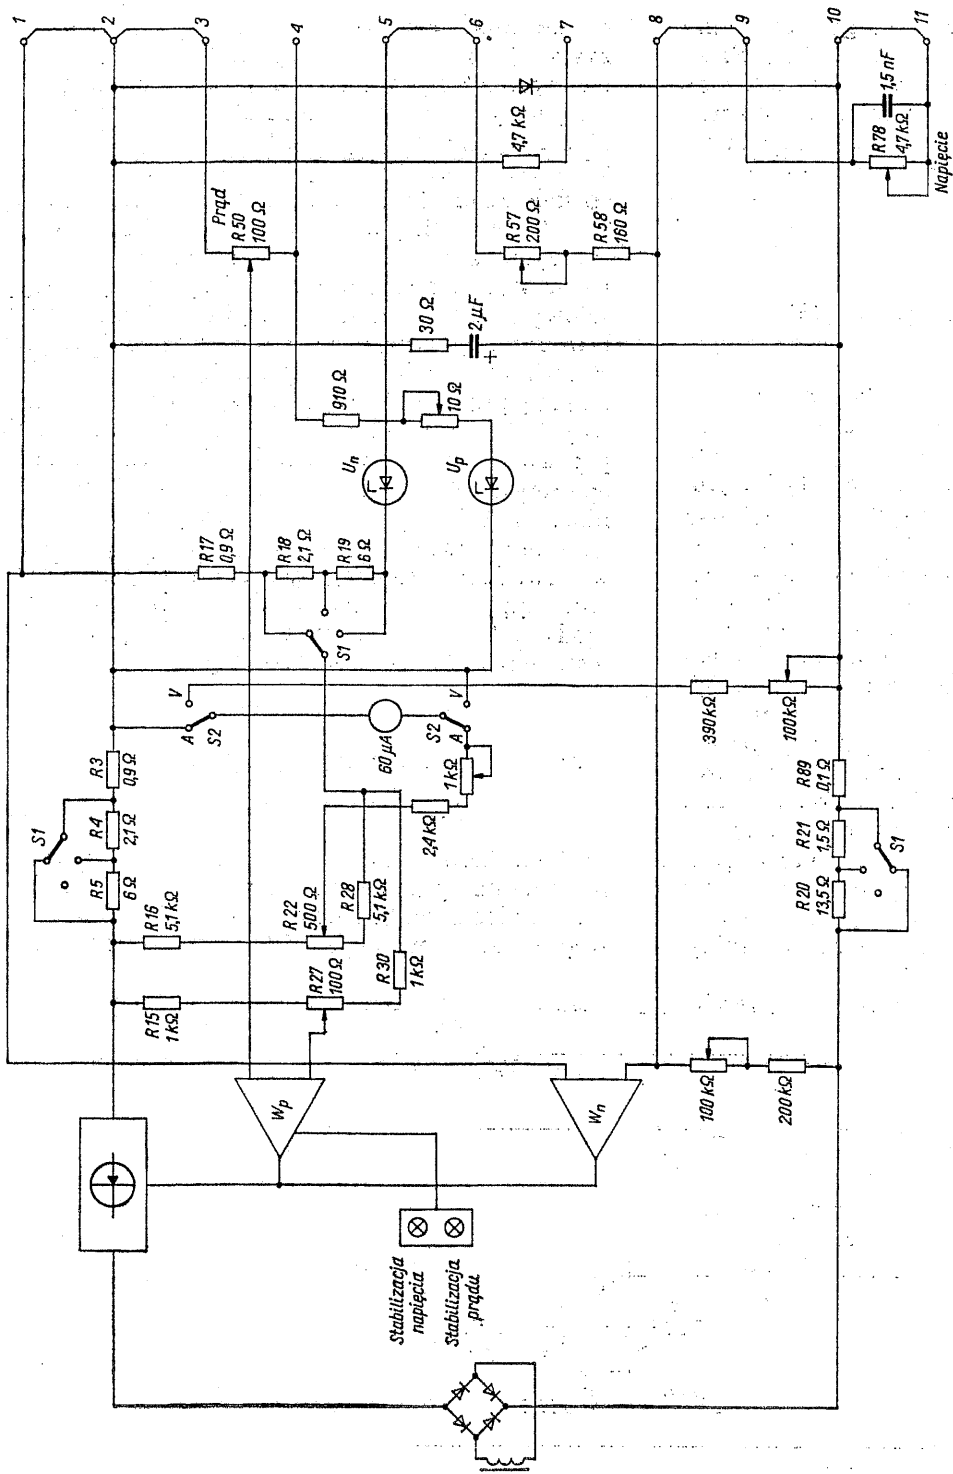 1
2
3
4
5
6
7
8
9
10
11
Prąd
R50
100 Ω
4,7 kΩ
R57
200 Ω
R58
160 Ω
1,5 nF
R78
4,7 kΩ
Napięcie
30 Ω
2 µF
+
910 Ω
10 Ω
Un
Up
R17
0,9 Ω
R18
2,1 Ω
R19
6 Ω
S1
V
A
S2
60 µA
S2
V
A
390 kΩ
100 kΩ
R3
0,9 Ω
S1
R4
2,1 Ω
R5
6 Ω
1 kΩ
2,4 kΩ
R89
0,1 Ω
R21
1,5 Ω
R20
13,5 Ω
S1
R16
5,1 kΩ
R22
500 Ω
R28
5,1 kΩ
R15
1 kΩ
R27
100 Ω
R30
1 kΩ
Wp
Wn
100 kΩ
200 kΩ
Stabilizacja
napięcia
Stabilizacja
prądu